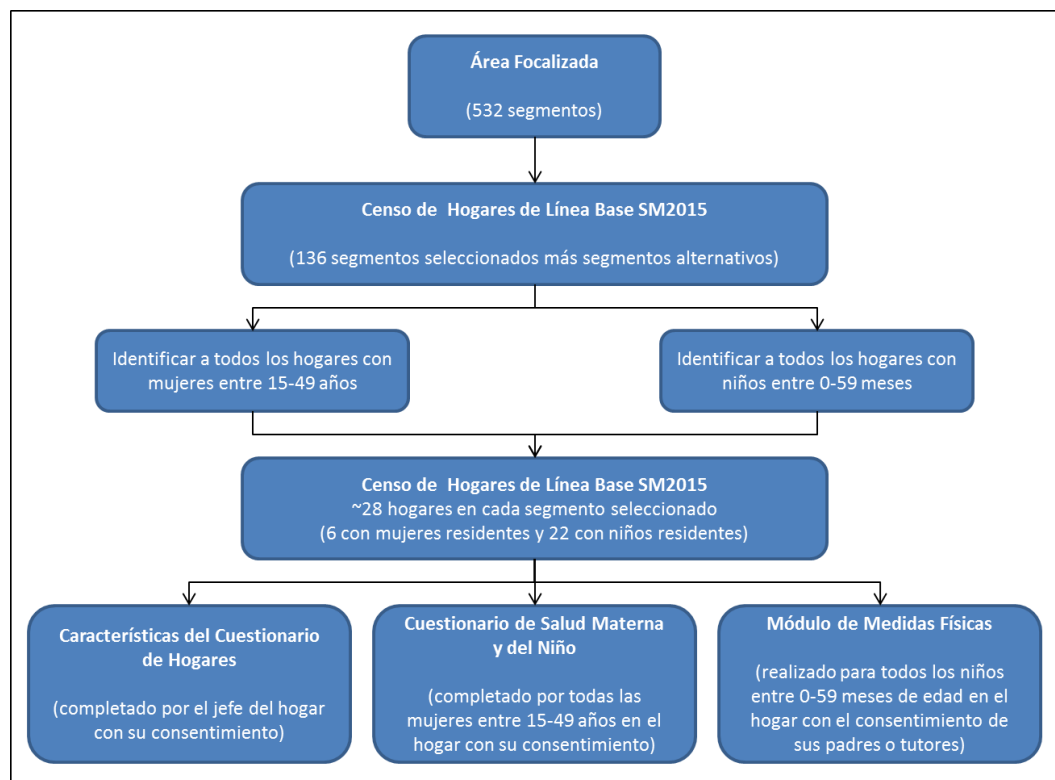 Área Focalizada
(532 segmentos)
Censo de Hogares de Línea Base SM2015
(136 segmentos seleccionados más segmentos alternativos)
Identificar a todos los hogares con
mujeres entre 15-49 años
Identificar a todos los hogares con
niños entre 0-59 meses
Censo de Hogares de Línea Base SM2015
~28 hogares en cada segmento seleccionado
(6 con mujeres residentes y 22 con niños residentes)
Características del Cuestionario
de Hogares
(completado por el jefe del hogar
con su consentimiento)
Cuestionario de Salud Materna
y del Niño
(completado por todas las
mujeres entre 15-49 años en el
hogar con su consentimiento)
Módulo de Medidas Físicas
(realizado para todos los niños
entre 0-59 meses de edad en el
hogar con el consentimiento de
sus padres o tutores)